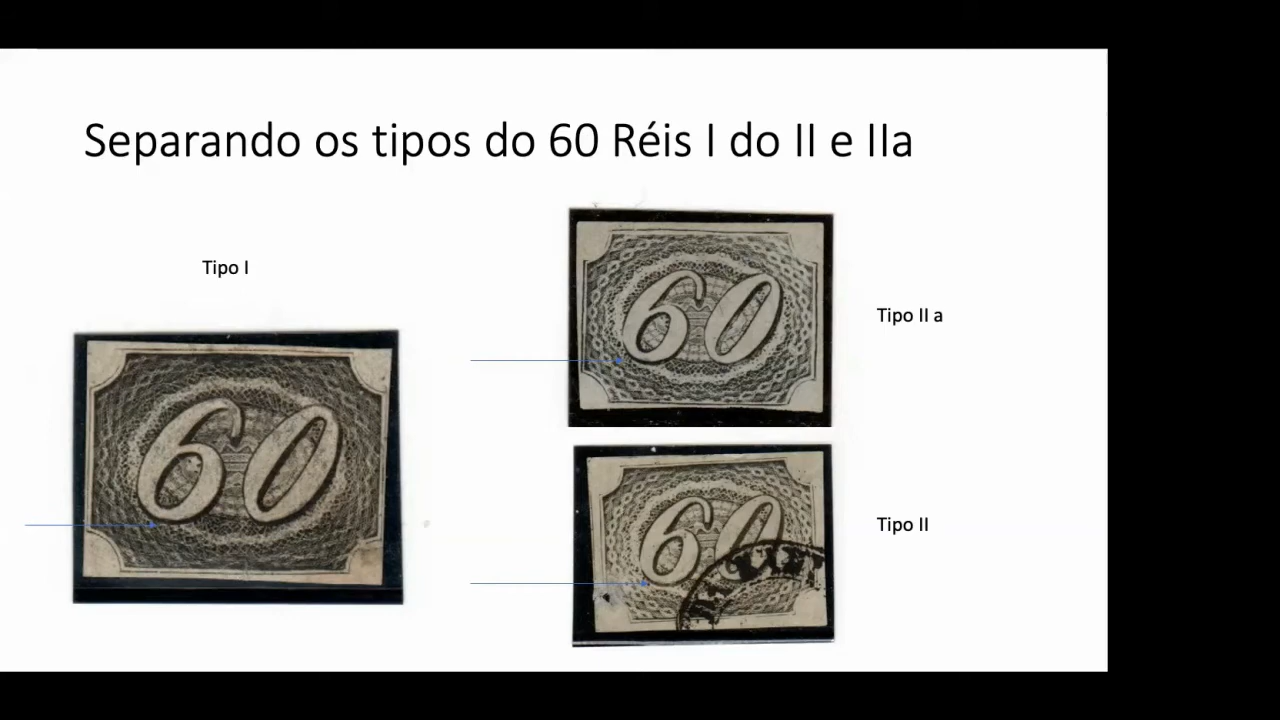 Separando os tipos do 60 Réis I do II e IIa
Tipo I
60
60
Tipo II a
60
Tipo II